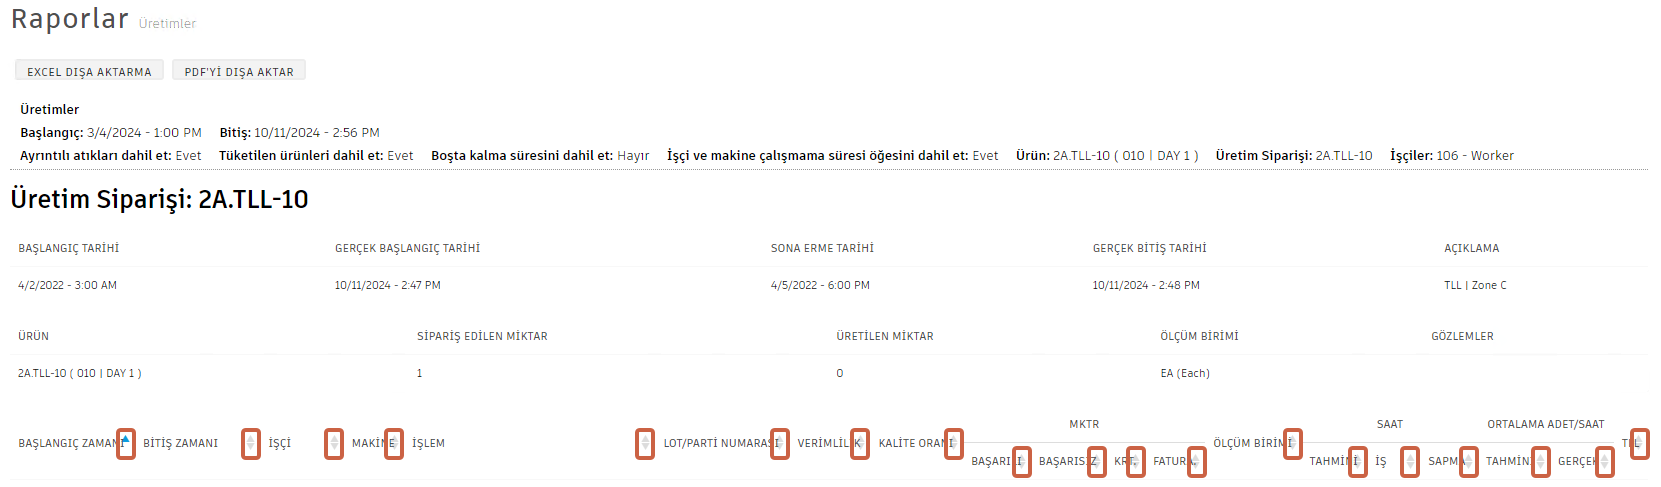 Raporlar Üretimler
EXCEL DIŞA AKTARMA PDF'Yİ DIŞA AKTAR
Üretimler
Başlangıç: 3/4/2024 - 1:00 PM Bitiş: 10/11/2024 - 2:56 PM
Ayrıntılı atıkları dahil et: Evet Tüketilen ürünleri dahil et: Evet Boşta kalma süresini dahil et: Hayır İşçi ve makine çalışmama süresi öğesini dahil et: Evet Ürün: 2A.TLL-10 ( 010 | DAY 1 ) Üretim Siparişi: 2A.TLL-10 İşçiler: 106 - Worker
Üretim Siparişi: 2A.TLL-10
BAŞLANGIÇ TARİHİ GERÇEK BAŞLANGIÇ TARİHİ SONA ERME TARİHİ GERÇEK BİTİŞ TARİHİ AÇIKLAMA
4/2/2022 - 3:00 AM 10/11/2024 - 2:47 PM 4/5/2022 - 6:00 PM 10/11/2024 - 2:48 PM TLL | Zone C
ÜRÜN SİPARİŞ EDİLEN MİKTAR ÜRETİLEN MİKTAR ÖLÇÜM BİRİMİ GÖZLEMLER
2A.TLL-10 ( 010 | DAY 1 ) 1 0 EA (Each)
MKTR SAAT ORTALAMA ADET/SAAT
BAŞLANGIÇ ZAMANI BİTİŞ ZAMANI İŞÇİ MAKİNE İŞLEM LOT/PARTİ NUMARASI VERİMLİLİK KALİTE ORANI ÖLÇÜM BİRİMİ TLL
BAŞARILI BAŞARISIZ KRT. FATURA. TAHMİNİ İŞ SAPMA TAHMİN. GERÇEK